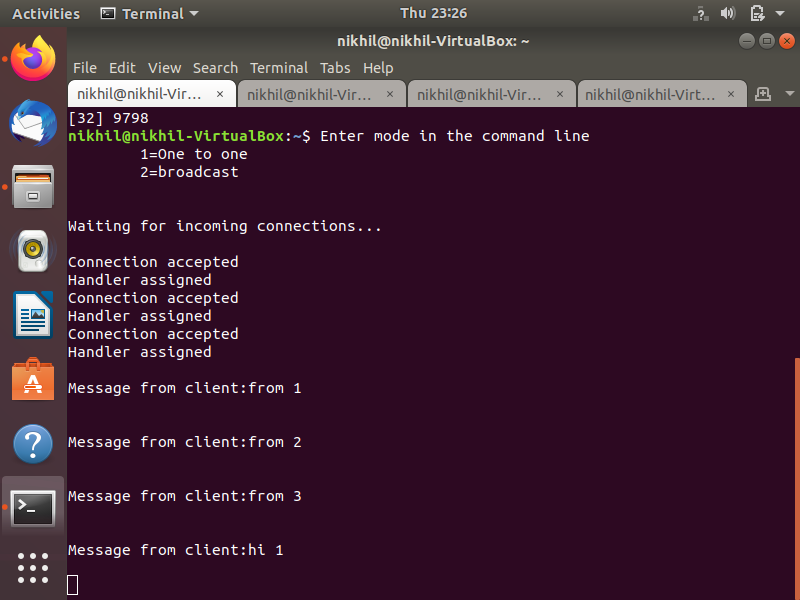 Activities Terminal Thu 23:26
nikhil@nikhil-VirtualBox: ~
File Edit View Search Terminal Tabs Help
nikhil@nikhil-Vir... × nikhil@nikhil-Vir... × nikhil@nikhil-Vir... × nikhil@nikhil-Virt... ×
[32] 9798
nikhil@nikhil-VirtualBox:~$ Enter mode in the command line
1=One to one
2=broadcast
Waiting for incoming connections...
Connection accepted
Handler assigned
Connection accepted
Handler assigned
Connection accepted
Handler assigned
Message from client:from 1
Message from client:from 2
Message from client:from 3
Message from client:hi 1